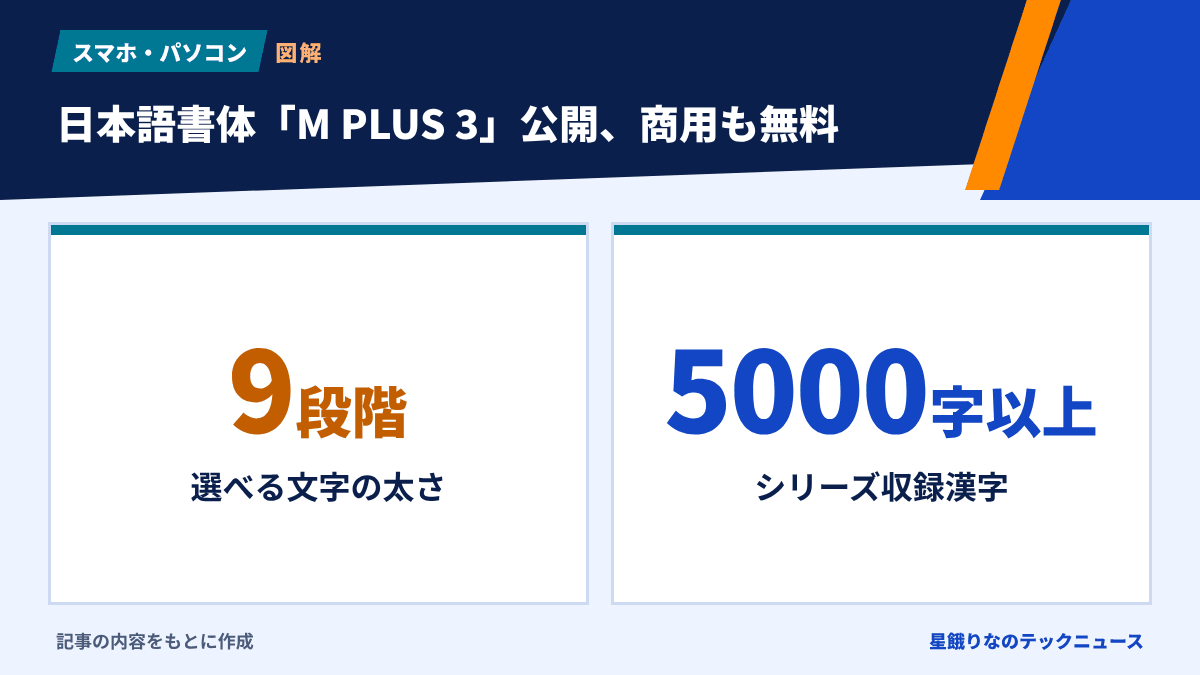 スマホ・パソコン 図解
日本語書体「M PLUS 3」公開、商用も無料
9段階
選べる文字の太さ
5000字以上
シリーズ収録漢字
記事の内容をもとに作成
星餓りなのテックニュース